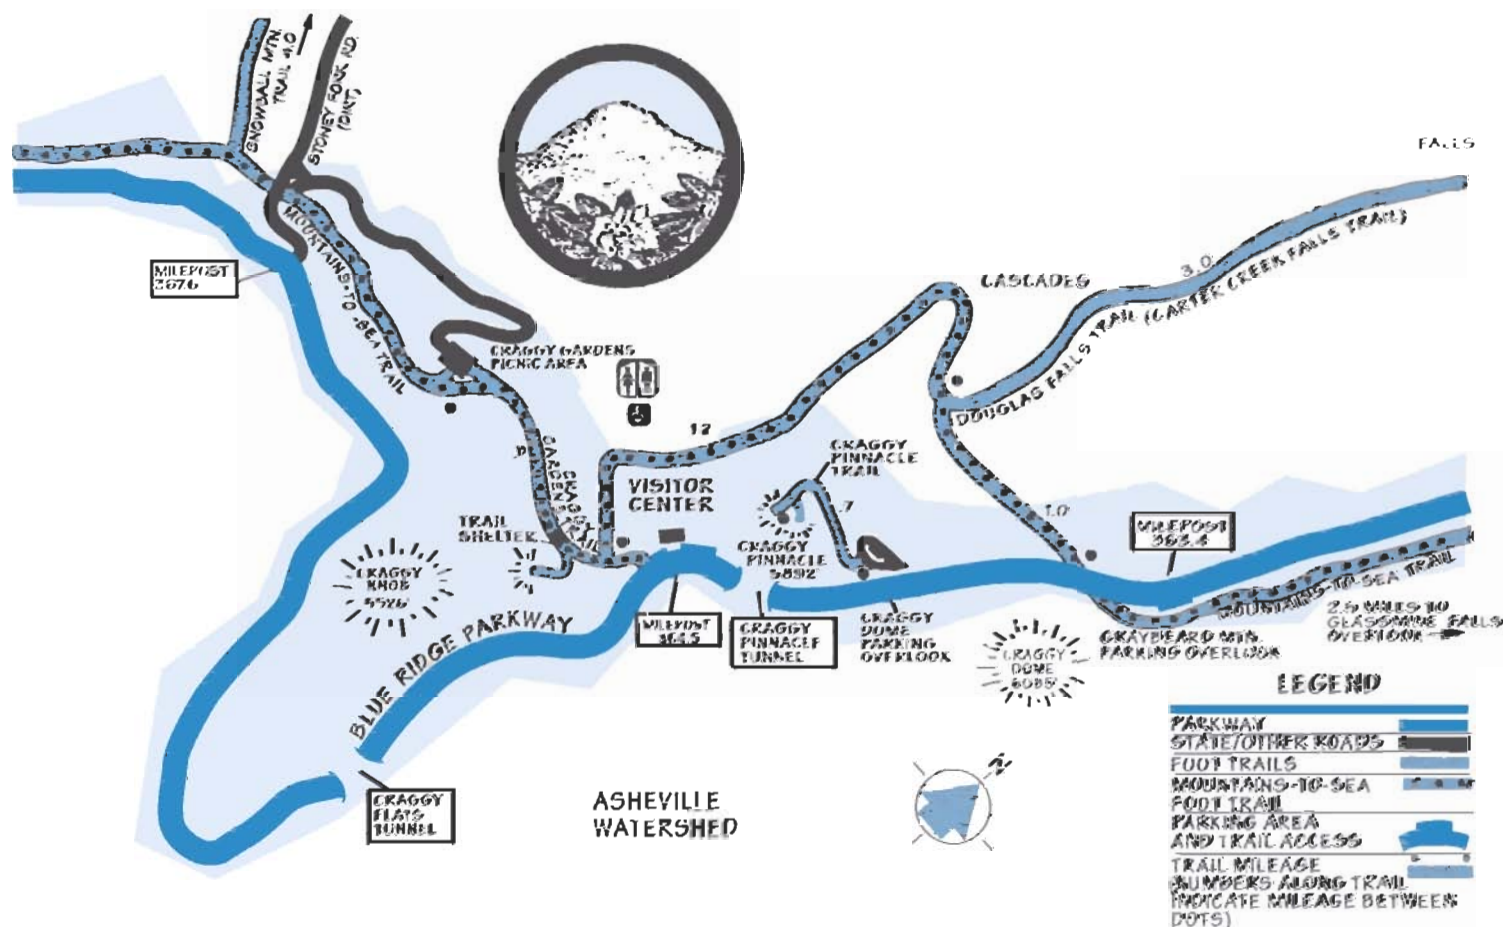 SNOWBALL MTN.
TRAIL 4.0
STONEY FORK RD.
(DIRT)
FALLS
MOUNTAINS-TO-SEA TRAIL
MILEPOST
367.6
CASCADES
3.0
DOUGLAS FALLS TRAIL (CARTER CREEK FALLS TRAIL)
CRAGGY GARDENS
PICNIC AREA
12
CRAGGY
PINNACLE
TRAIL
.7
CRAGGY
GARDENS TRAIL
VISITOR
CENTER
TRAIL
SHELTER
1.0
MILEPOST
363.4
CRAGGY
PINNACLE
5892'
CRAGGY
KNOB
5526'
MILEPOST
364.5
CRAGGY
PINNACLE
TUNNEL
CRAGGY
DOME
PARKING
OVERLOOK
CRAGGY
DOME
6085'
MOUNTAINS-TO-SEA TRAIL
GRAYBEARD MTN.
PARKING OVERLOOK
2.5 MILES TO
GLASSMINE FALLS
OVERLOOK
BLUE RIDGE PARKWAY
CRAGGY
FLATS
TUNNEL
ASHEVILLE
WATERSHED
N
LEGEND
PARKWAY
STATE/OTHER ROADS
FOOT TRAILS
MOUNTAINS-TO-SEA
FOOT TRAIL
PARKING AREA
AND TRAIL ACCESS
TRAIL MILEAGE
(NUMBERS ALONG TRAIL
INDICATE MILEAGE BETWEEN
DOTS)